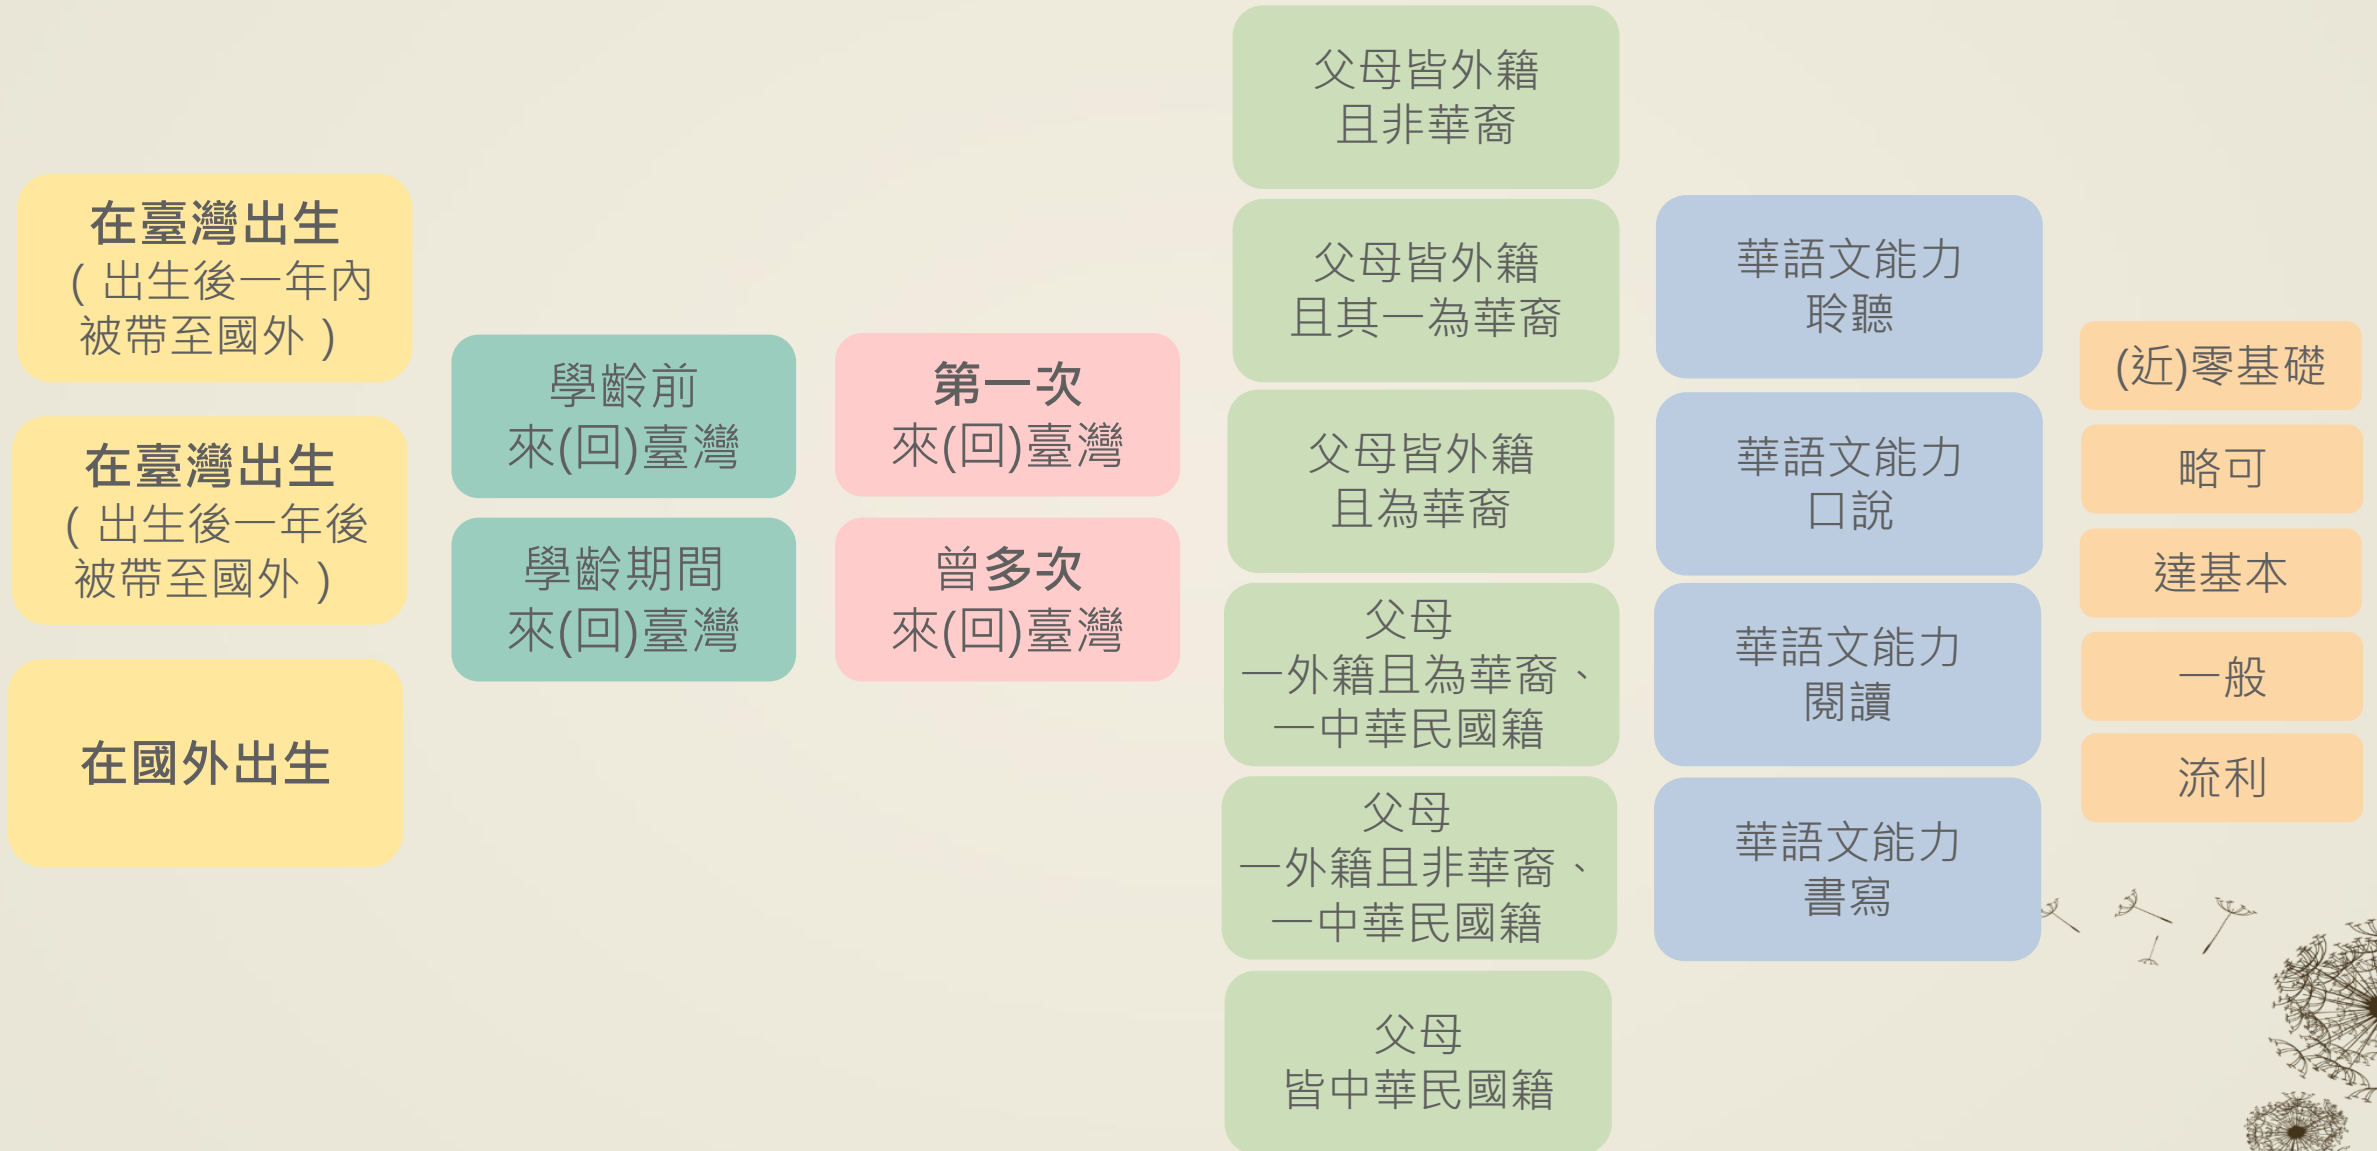 在臺灣出生
( 出生後一年內
被帶至國外 )
在臺灣出生
( 出生後一年後
被帶至國外 )
在國外出生
學齡前
來(回)臺灣
學齡期間
來(回)臺灣
第一次
來(回)臺灣
曾多次
來(回)臺灣
父母皆外籍
且非華裔
父母皆外籍
且其一為華裔
父母皆外籍
且為華裔
父母
一外籍且為華裔、
一中華民國籍
父母
一外籍且非華裔、
一中華民國籍
父母
皆中華民國籍
華語文能力
聆聽
華語文能力
口說
華語文能力
閱讀
華語文能力
書寫
(近)零基礎
略可
達基本
一般
流利